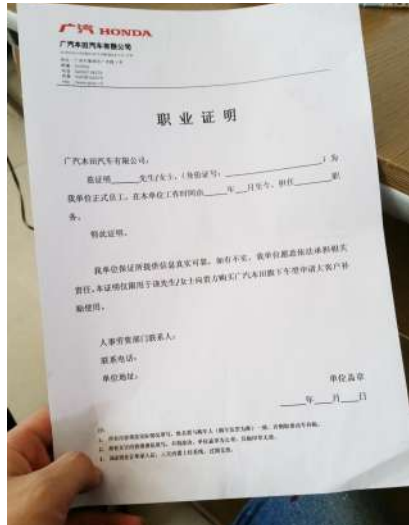 广汽 HONDA
广汽本田汽车有限公司
职业证明
广汽本田汽车有限公司:
兹证明____先生/女士,(身份证号:____)为
我单位正式员工,在本单位工作时间由____年__月至今,担任____职
务。
特此证明。
我单位保证所提供信息真实可靠,如有不实,我单位愿意依法承担相关
责任。本证明仅限用于该先生/女士向贵方购买广汽本田旗下车型申请大客户补
贴使用。
人事劳资部门联系人:
联系电话:
单位地址:
单位盖章
____年__月__日